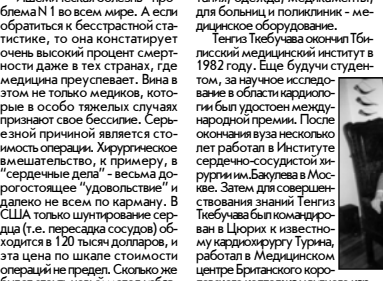 блема N 1 во всем мире. А если
обратиться к бесстрастной ста-
тистике, то она констатирует
очень высокий процент смерт-
ности даже в тех странах, где
медицина преуспевает. Вина в
этом не только медиков, кото-
рые в особо тяжелых случаях
признают свое бессилие. Серь-
езной причиной является сто-
имость операции. Хирургическое
вмешательство, к примеру, в
"сердечные дела" - весьма до-
рогостоящее "удовольствие" и
далеко не всем по карману. В
США только шунтирование сер-
дца (т.е. пересадка сосудов) об-
ходится в 120 тысяч долларов, и
эта цена по шкале стоимости
операций не предел. Сколько же
для больниц и поликлиник - ме-
дицинское оборудование.
Тенгиз Ткебучава окончил Тби-
лисский медицинский институт в
1982 году. Еще будучи студен-
том, за научное исследо-
вание в области кардиоло-
гии был удостоен между-
народной премии. После
окончания вуза несколько
лет работал в Институте
сердечно-сосудистой хи-
рургии им.Бакулева в Мос-
кве. Затем для совершен-
ствования знаний Тенгиз
Ткебучава был командиро-
ван в Цюрих к известно-
му кардиохирургу Турина,
работал в Медицинском
центре Британского коро-